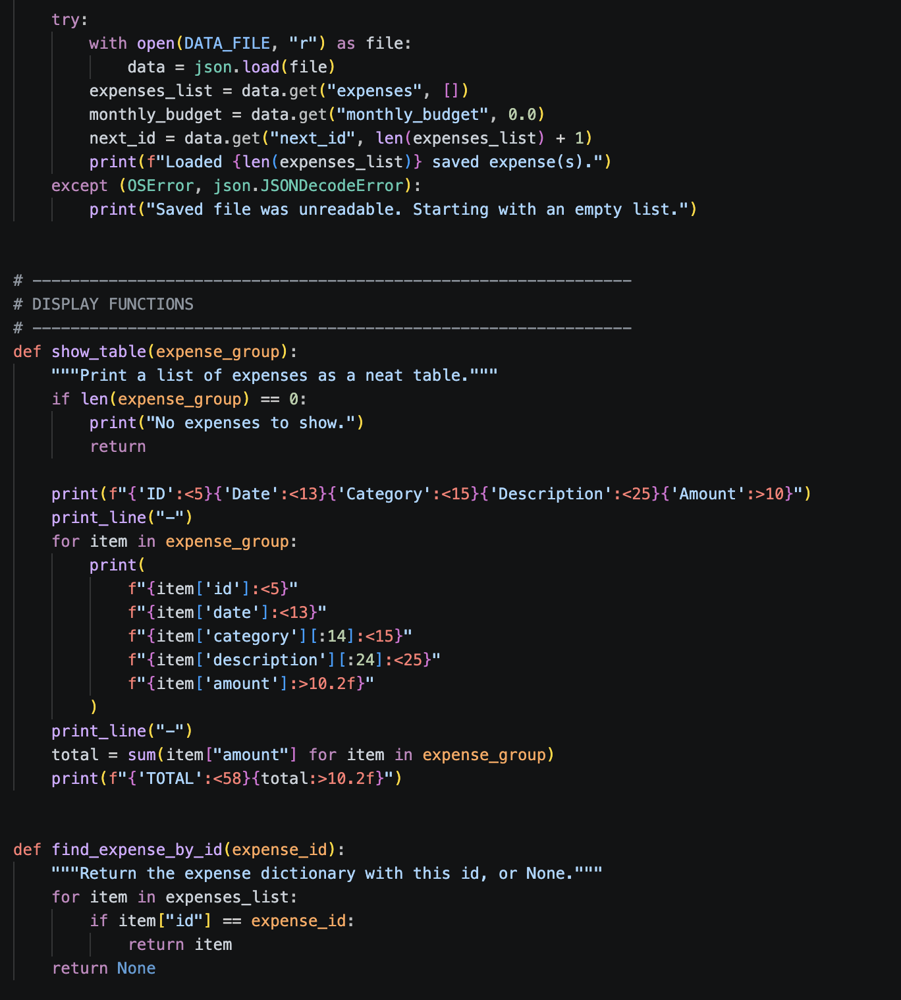 try:
        with open(DATA_FILE, "r") as file:
            data = json.load(file)
        expenses_list = data.get("expenses", [])
        monthly_budget = data.get("monthly_budget", 0.0)
        next_id = data.get("next_id", len(expenses_list) + 1)
        print(f"Loaded {len(expenses_list)} saved expense(s).")
    except (OSError, json.JSONDecodeError):
        print("Saved file was unreadable. Starting with an empty list.")


# ---------------------------------------------------------------
# DISPLAY FUNCTIONS
# ---------------------------------------------------------------
def show_table(expense_group):
    """Print a list of expenses as a neat table."""
    if len(expense_group) == 0:
        print("No expenses to show.")
        return

    print(f"{'ID':<5}{'Date':<13}{'Category':<15}{'Description':<25}{'Amount':>10}")
    print_line("-")
    for item in expense_group:
        print(
            f"{item['id']:<5}"
            f"{item['date']:<13}"
            f"{item['category'][:14]:<15}"
            f"{item['description'][:24]:<25}"
            f"{item['amount']:>10.2f}"
        )
    print_line("-")
    total = sum(item["amount"] for item in expense_group)
    print(f"{'TOTAL':<58}{total:>10.2f}")


def find_expense_by_id(expense_id):
    """Return the expense dictionary with this id, or None."""
    for item in expenses_list:
        if item["id"] == expense_id:
            return item
    return None